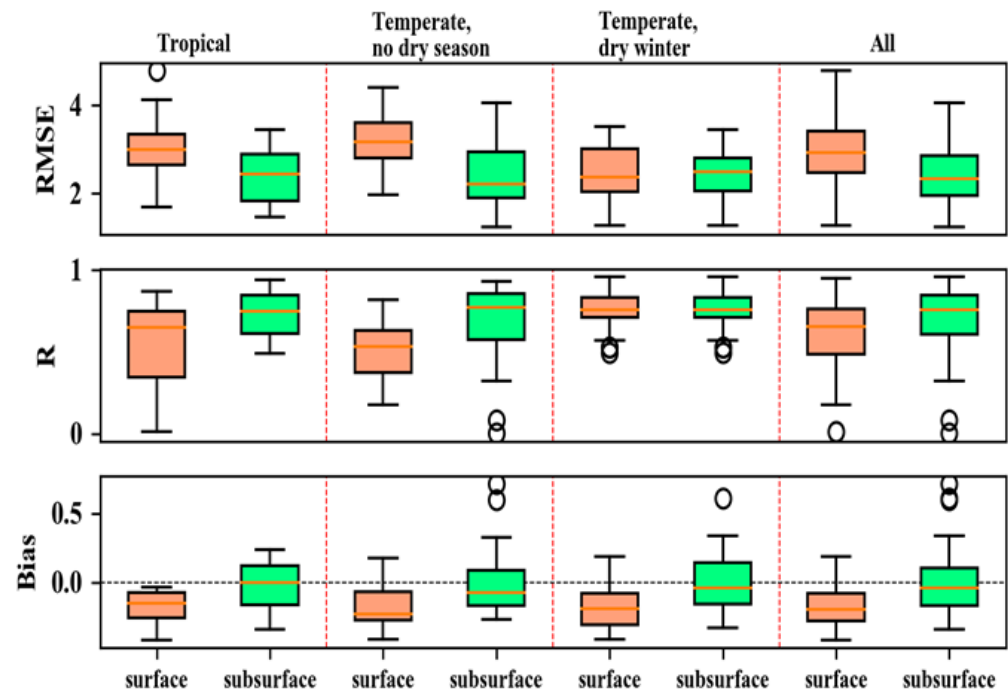 Tropical
Temperate,
no dry season
Temperate,
dry winter
All
RMSE
4
2
R
1
0
Bias
0.5
0.0
surface subsurface surface subsurface surface subsurface surface subsurface